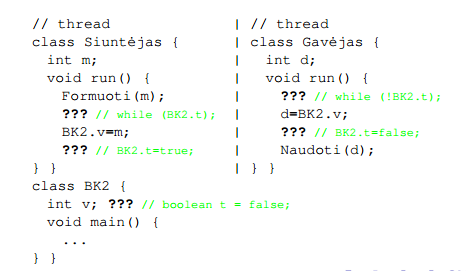 // thread | // thread
class Siuntėjas { | class Gavėjas {
int m; | int d;
void run() { | void run() {
Formuoti(m); | ??? // while (!BK2.t);
??? // while (BK2.t); | d=BK2.v;
BK2.v=m; | ??? // BK2.t=false;
??? // BK2.t=true; | Naudoti(d);
} } | } }
class BK2 {
int v; ??? // boolean t = false;
void main() {
...
} }